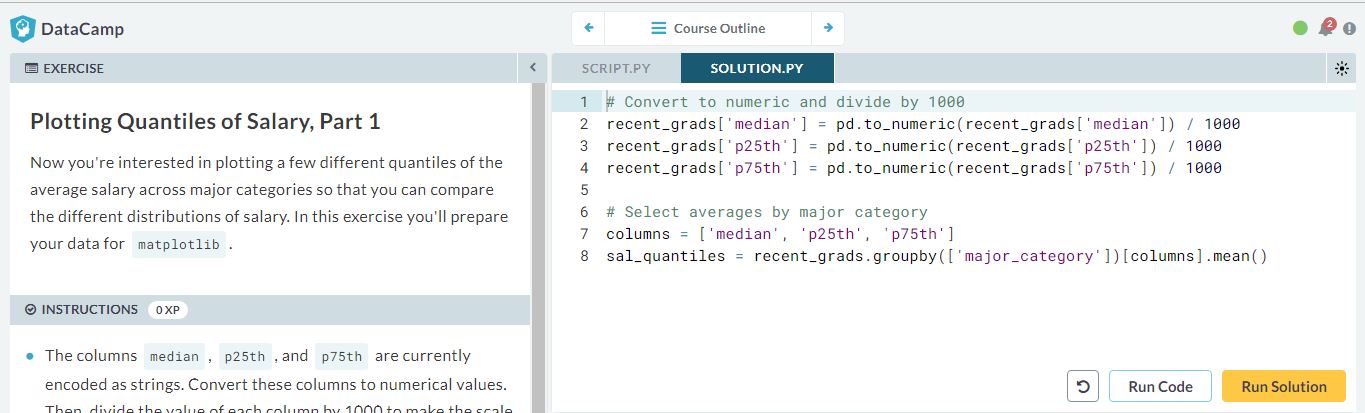 DataCamp
Course Outline
2
EXERCISE
Plotting Quantiles of Salary, Part 1
Now you're interested in plotting a few different quantiles of the
average salary across major categories so that you can compare
the different distributions of salary. In this exercise you'll prepare
your data for matplotlib .
INSTRUCTIONS 0 XP
The columns median , p25th , and p75th are currently
encoded as strings. Convert these columns to numerical values.
Then, divide the value of each column by 1000 to make the scale
SCRIPT.PY
SOLUTION.PY
1 # Convert to numeric and divide by 1000
2 recent_grads['median'] = pd.to_numeric(recent_grads['median']) / 1000
3 recent_grads['p25th'] = pd.to_numeric(recent_grads['p25th']) / 1000
4 recent_grads['p75th'] = pd.to_numeric(recent_grads['p75th']) / 1000
5
6 # Select averages by major category
7 columns = ['median', 'p25th', 'p75th']
8 sal_quantiles = recent_grads.groupby(['major_category'])[columns].mean()
Run Code
Run Solution